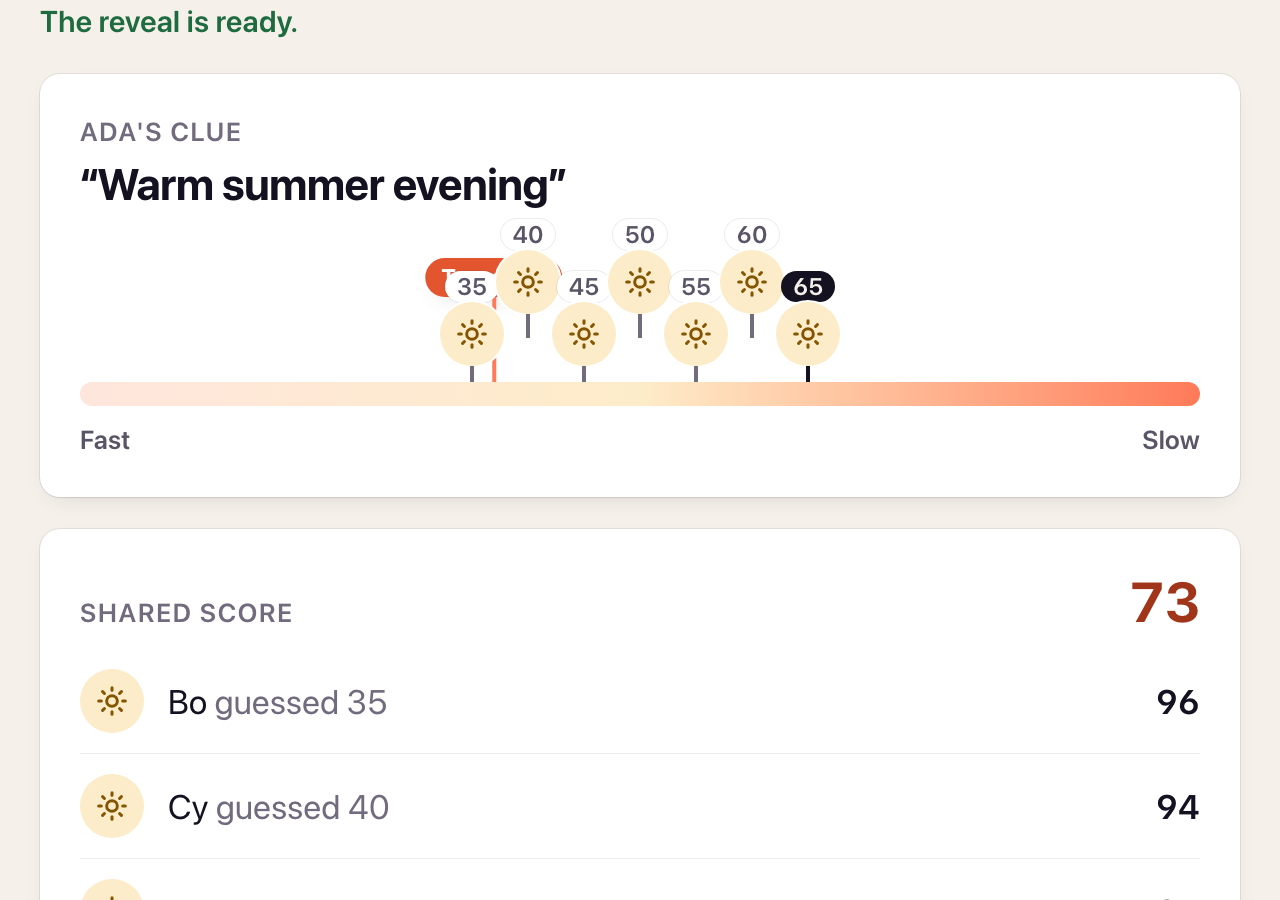 The reveal is ready.
ADA'S CLUE
“Warm summer evening”
40 50 60
35 45 55 65
Fast Slow
SHARED SCORE 73
Bo guessed 35 96
Cy guessed 40 94